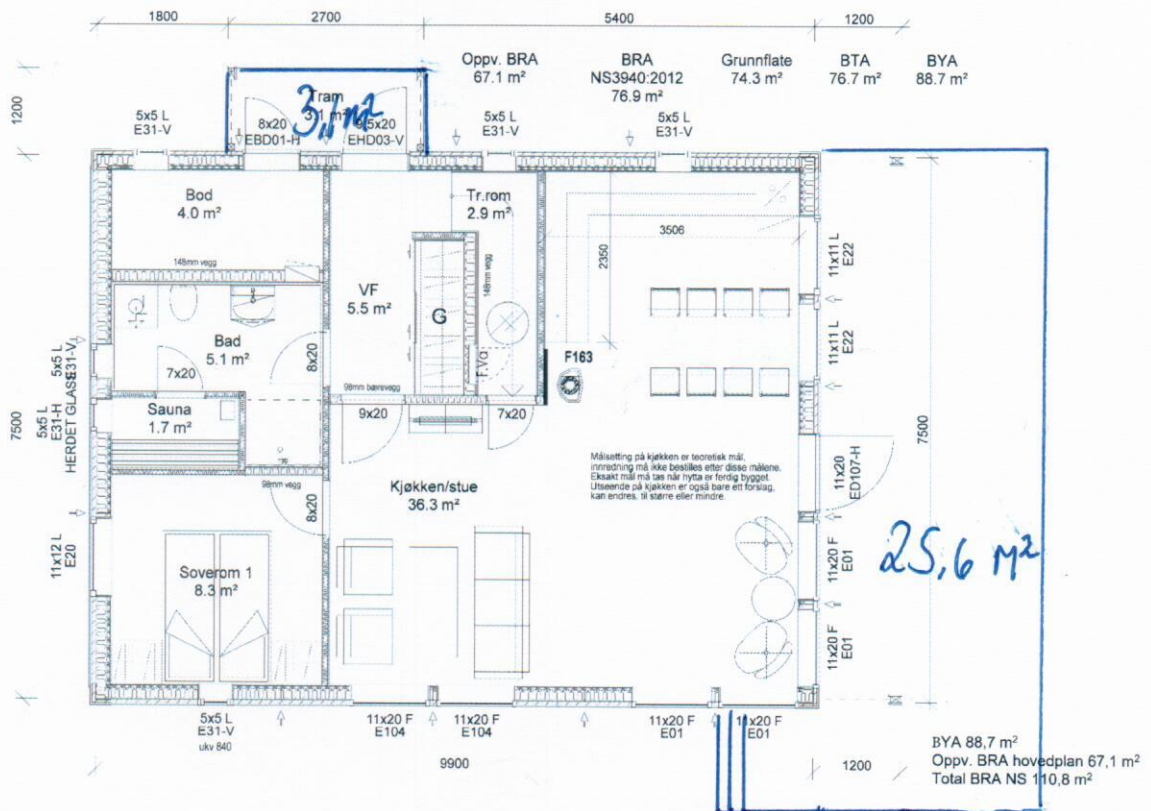 1800
2700
5400
1200
Oppv. BRA
67.1 m²
BRA
NS3940:2012
76.9 m²
Grunnflate
74.3 m²
BTA
76.7 m²
BYA
88.7 m²
1200
Tram
3.1 m²
3,1 m²
5x5 L
E31-V
8x20
EBD01-H
9,5x20
EHD03-V
5x5 L
E31-V
5x5 L
E31-V
Bod
4.0 m²
148mm vegg
Tr.rom
2.9 m²
148mm vegg
3506
2350
11x11 L
E22
VF
5.5 m²
G
F.Va
98mm bærevegg
Bad
5.1 m²
7x20
8x20
F163
11x11 L
E22
5x5 L
E31-V
5x5 L
E31-H
HERDET GLASS
7500
Sauna
1.7 m²
9x20
7x20
7500
98mm vegg
8x20
Kjøkken/stue
36.3 m²
Målsetting på kjøkken er teoretisk mål,
innredning må ikke bestilles etter disse målene.
Eksakt mål må tas når hytta er ferdig bygget.
Utseende på kjøkken er også bare ett forslag,
kan endres, til større eller mindre.
11x20
ED107-H
11x12 L
E20
Soverom 1
8.3 m²
11x20 F
E01
25,6 m²
11x20 F
E01
5x5 L
E31-V
ukv 840
11x20 F
E104
11x20 F
E104
11x20 F
E01
11x20 F
E01
9900
1200
BYA 88,7 m²
Oppv. BRA hovedplan 67,1 m²
Total BRA NS 110,8 m²